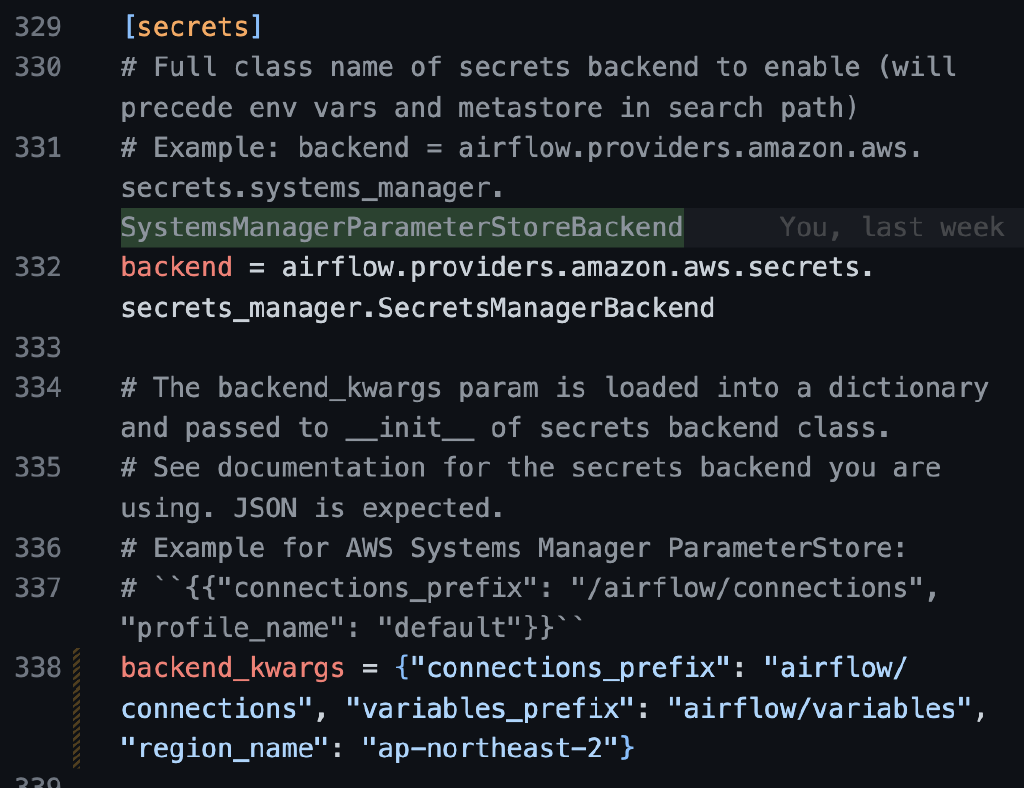 329 [secrets]
330 # Full class name of secrets backend to enable (will
precede env vars and metastore in search path)
331 # Example: backend = airflow.providers.amazon.aws.
secrets.systems_manager.
SystemsManagerParameterStoreBackend You, last week
332 backend = airflow.providers.amazon.aws.secrets.
secrets_manager.SecretsManagerBackend
333
334 # The backend_kwargs param is loaded into a dictionary
and passed to __init__ of secrets backend class.
335 # See documentation for the secrets backend you are
using. JSON is expected.
336 # Example for AWS Systems Manager ParameterStore:
337 # ``{{"connections_prefix": "/airflow/connections",
"profile_name": "default"}}``
338 backend_kwargs = {"connections_prefix": "airflow/
connections", "variables_prefix": "airflow/variables",
"region_name": "ap-northeast-2"}
339